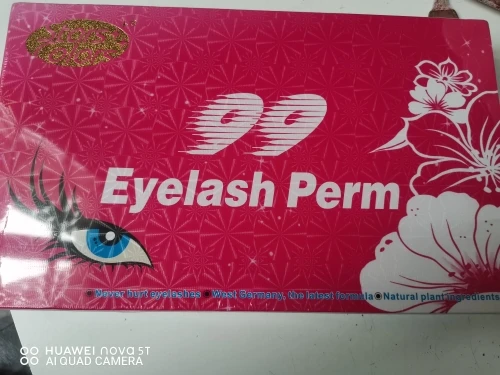 99
Eyelash Perm
Never hurt eyelashes West Germany, the latest formula Natural plant ingredients
HUAWEI nova 5T
AI QUAD CAMERA